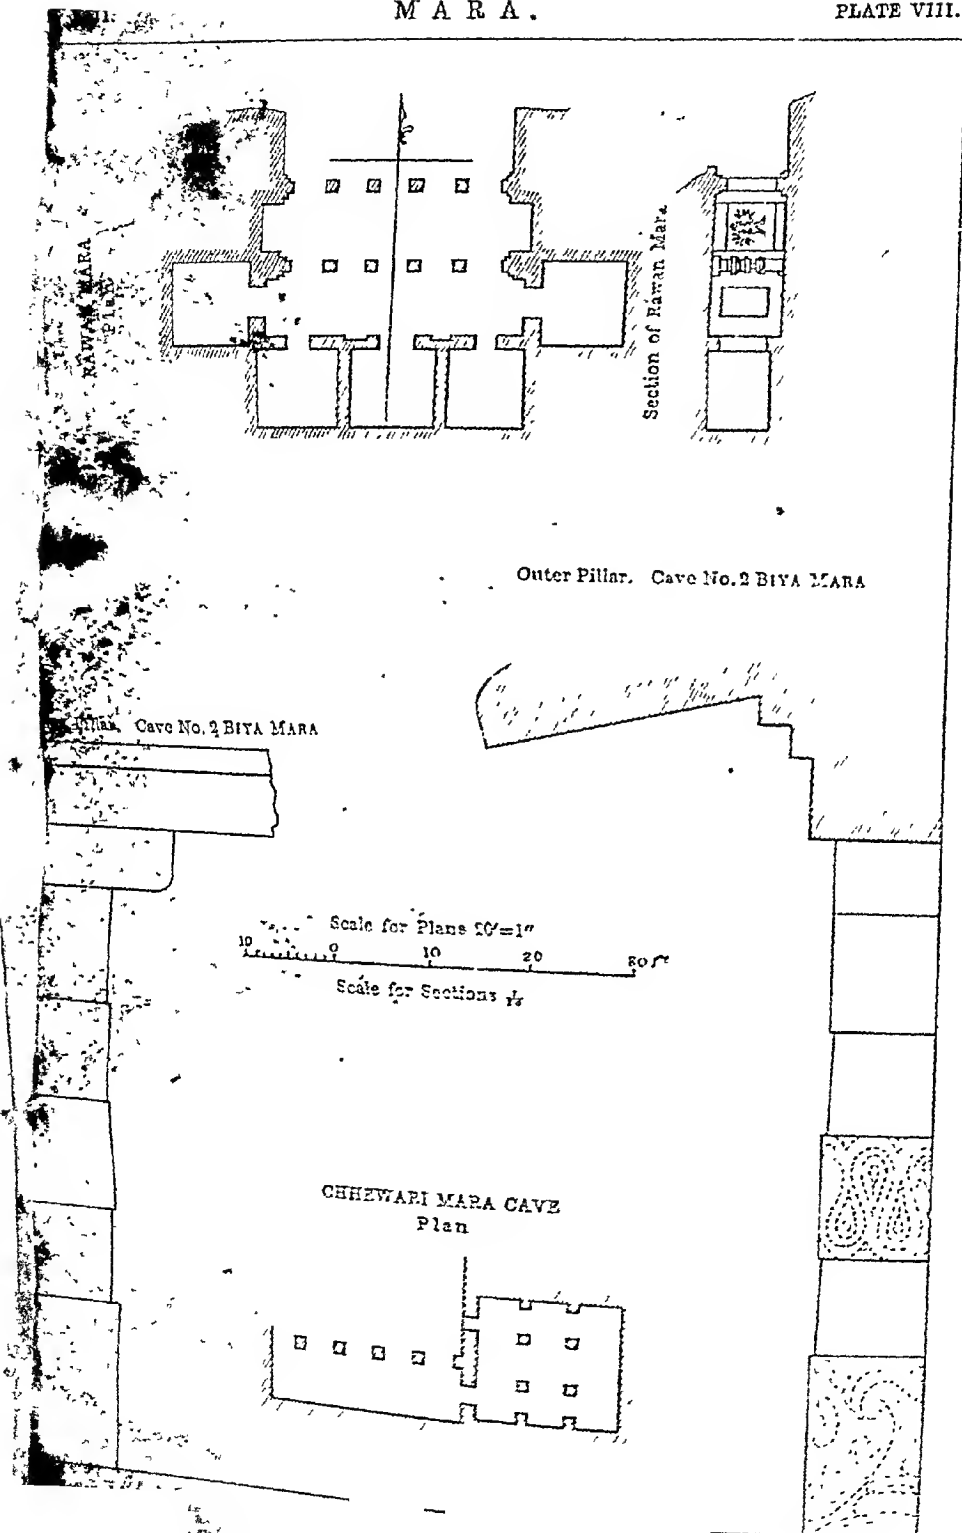 MARA.
PLATE VIII.
RAWAN MARA
Plan
Section of Rawan Mara
Outer Pillar. Cave No. 2 BIYA MARA
Pillar. Cave No. 2 BIYA MARA
Scale for Plans 20'=1"
10 0 10 20 30 ft
Scale for Sections
CHHEWARI MARA CAVE
Plan